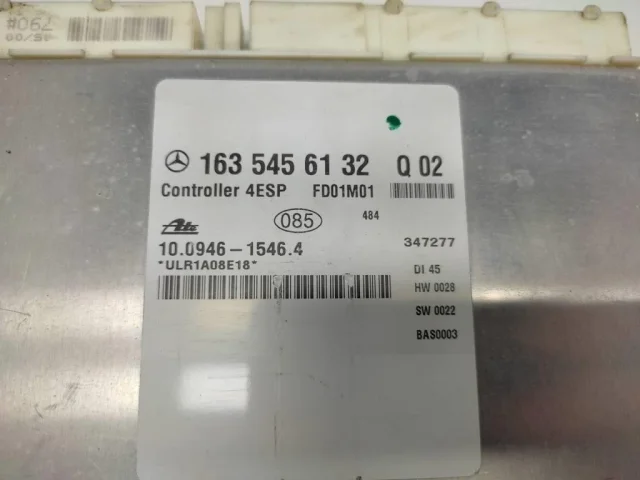 #062
163 545 61 32 Q 02
Controller 4ESP FD01M01
085 484
Ate
10.0946-1546.4 347277
*ULR1A08E18*
DI 45
HW 0028
SW 0022
BAS0003